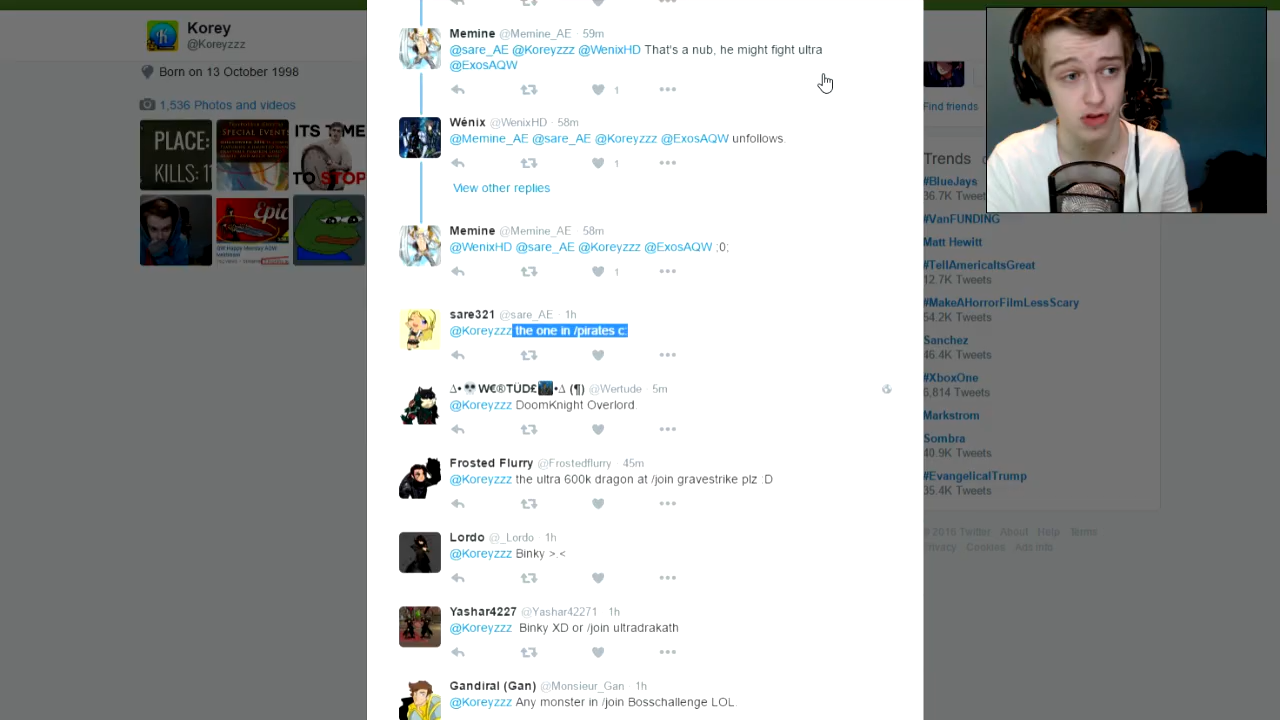 Korey
@Koreyzzz
Born on 13 October 1998
1,536 Photos and videos
PLACE:
KILLS: 1
SPECIAL EVENTS
ITS TIME
TO STOP
Epic
Memine @Memine_AE · 59m
@sare_AE @Koreyzzz @WenixHD That's a nub, he might fight ultra
@ExosAQW
1
Wénix @WenixHD · 58m
@Memine_AE @sare_AE @Koreyzzz @ExosAQW unfollows.
1
View other replies
Memine @Memine_AE · 58m
@WenixHD @sare_AE @Koreyzzz @ExosAQW ;0;
1
sare321 @sare_AE · 1h
@Koreyzzz the one in /pirates c:
Δ•💀W€®TÜD£ •Δ (¶) @Wertude · 5m
@Koreyzzz DoomKnight Overlord.
Frosted Flurry @Frostedflurry · 45m
@Koreyzzz the ultra 600k dragon at /join gravestrike plz :D
Lordo @_Lordo · 1h
@Koreyzzz Binky >.<
Yashar4227 @Yashar42271 · 1h
@Koreyzzz Binky XD or /join ultradrakath
Gandiral (Gan) @Monsieur_Gan · 1h
@Koreyzzz Any monster in /join Bosschallenge LOL.
Find friends
Trends
#BlueJays
36.7K Tweets
#VanFUNDING
Matt Hewitt
#TellAmericaItsGreat
12.7K Tweets
#MakeAHorrorFilmLessScary
54.2K Tweets
Sanchez
46.4K Tweets
#XboxOne
6,814 Tweets
Markstrom
Sombra
40.9K Tweets
#EvangelicalTrump
35.4K Tweets
© 2016 Twitter About Help Terms
Privacy Cookies Ads info